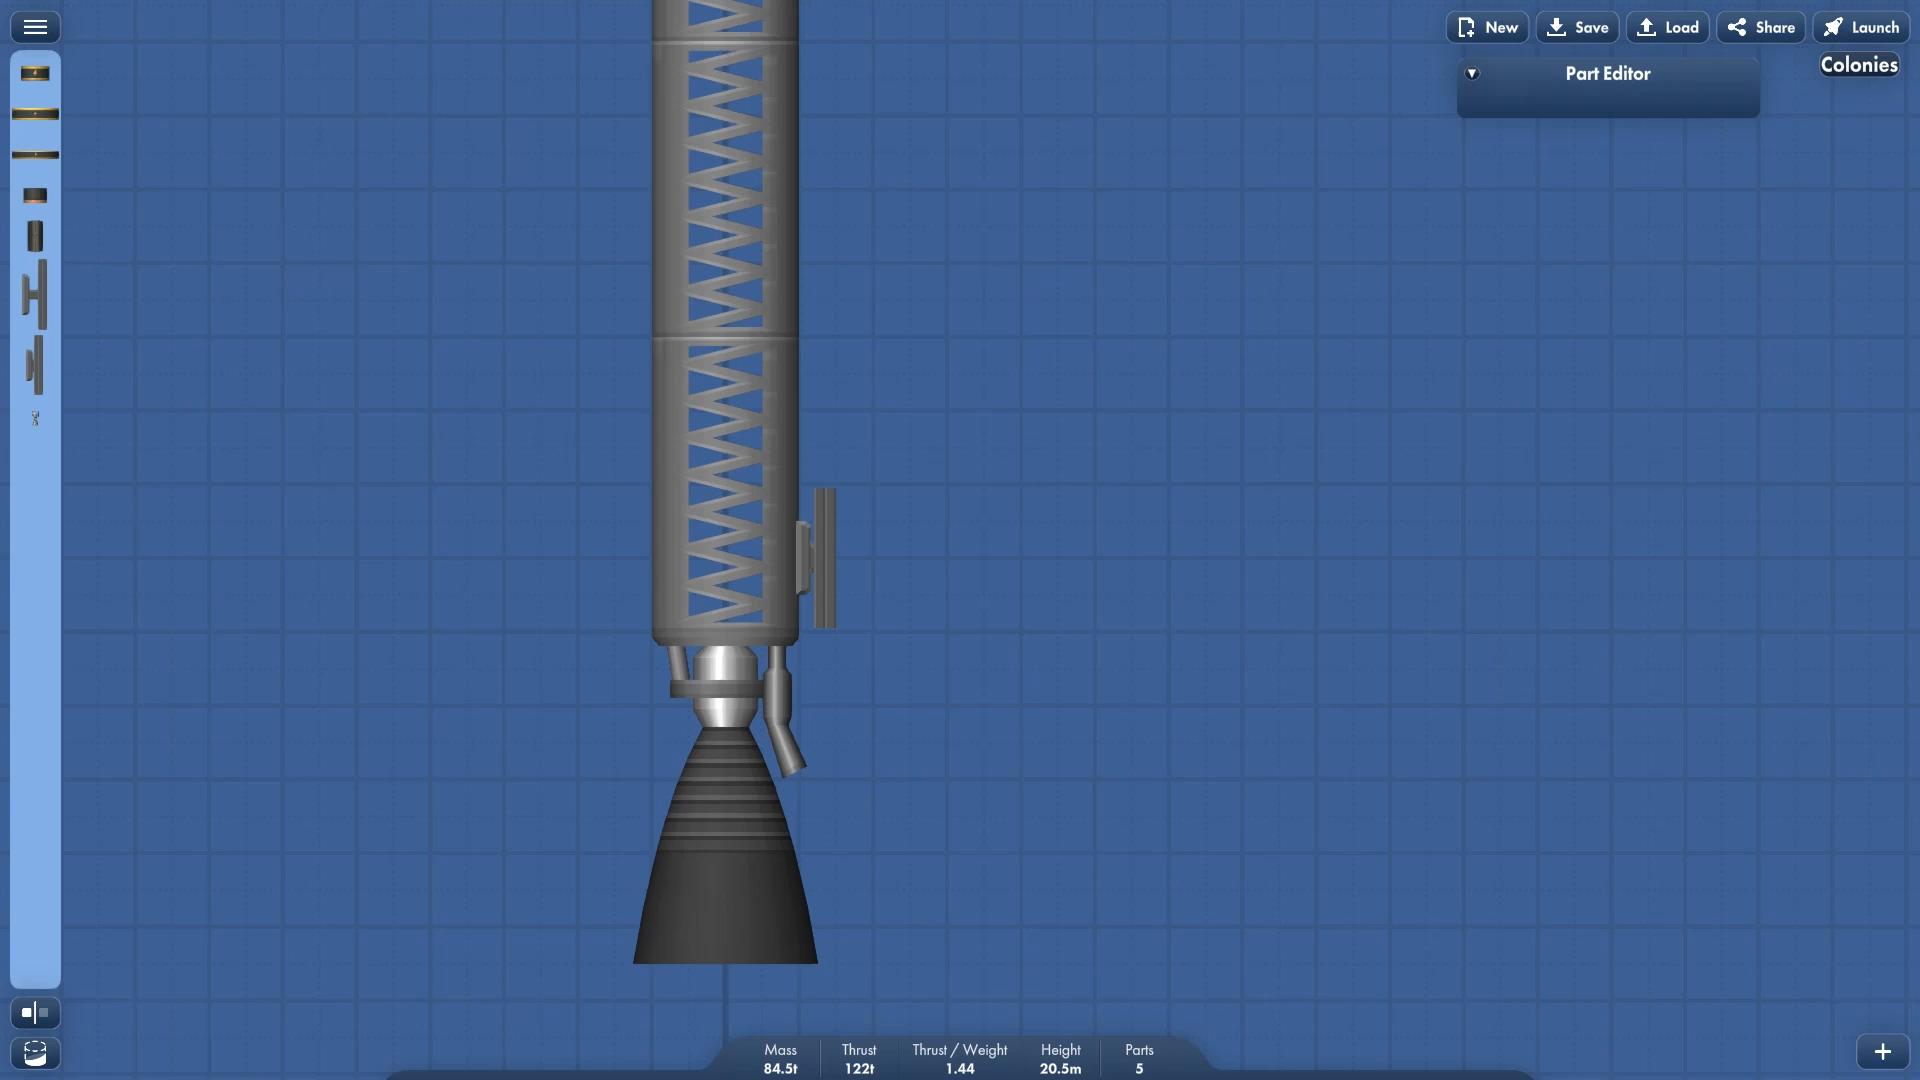 New
Save
Load
Share
Launch
Part Editor
Colonies
Mass
Thrust
Thrust / Weight
Height
Parts
84.5t
122t
1.44
20.5m
5